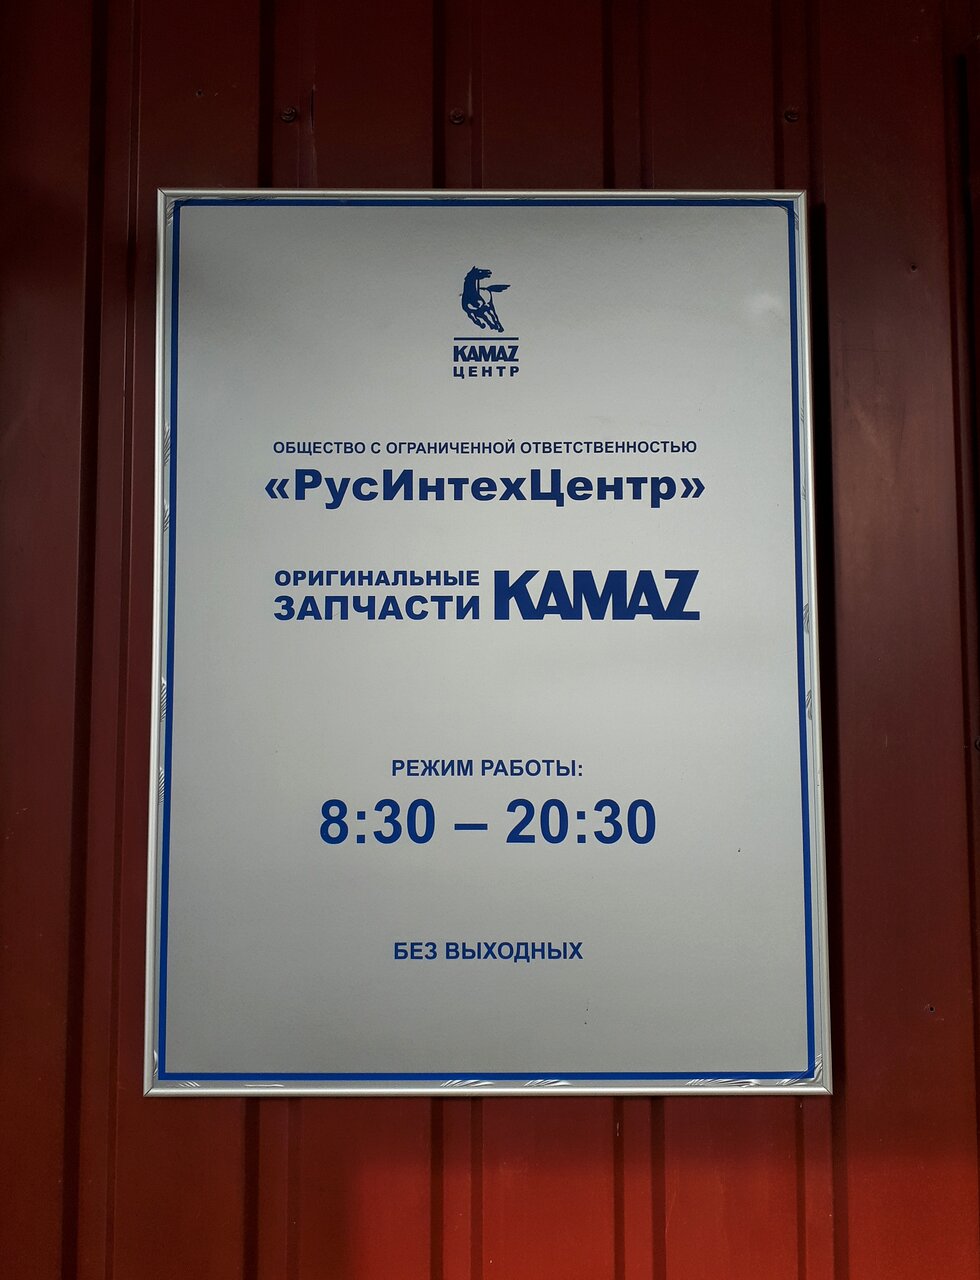 KAMAZ
ЦЕНТР
ОБЩЕСТВО С ОГРАНИЧЕННОЙ ОТВЕТСТВЕННОСТЬЮ
«РусИнтехЦентр»
ОРИГИНАЛЬНЫЕ
ЗАПЧАСТИ KAMAZ
РЕЖИМ РАБОТЫ:
8:30 – 20:30
БЕЗ ВЫХОДНЫХ